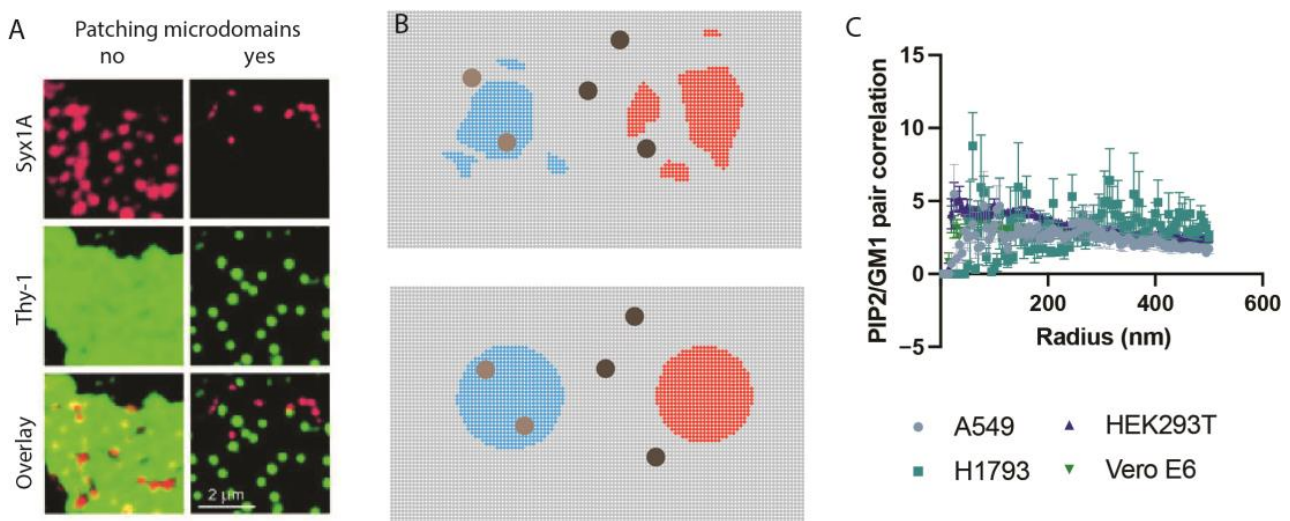 A
Patching microdomains
no yes
Syx1A
Thy-1
Overlay
2 μm
B
C
PIP2/GM1 pair correlation
15
10
5
0
−5
200 400 600
Radius (nm)
A549 HEK293T
H1793 Vero E6